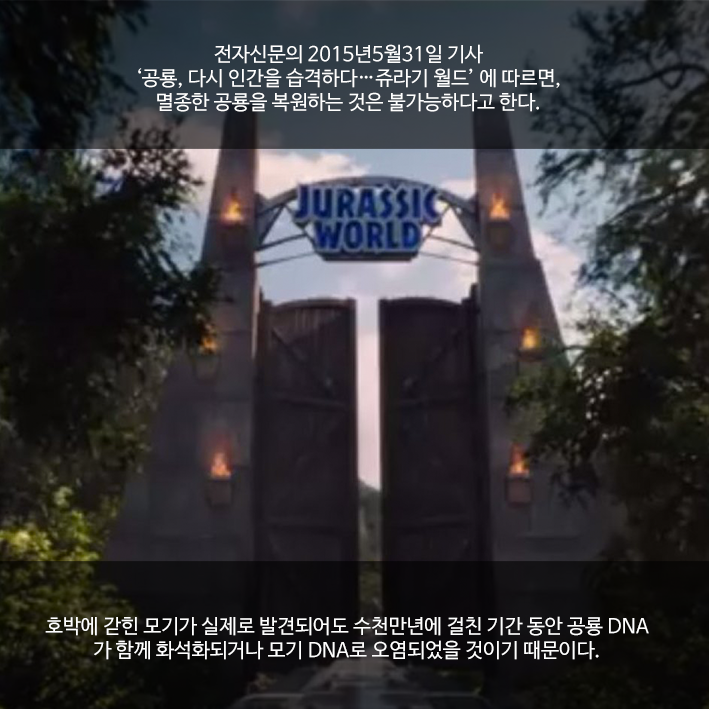 전자신문의 2015년5월31일 기사
‘공룡, 다시 인간을 습격하다…쥬라기 월드’ 에 따르면,
멸종한 공룡을 복원하는 것은 불가능하다고 한다.
JURASSIC
WORLD
호박에 갇힌 모기가 실제로 발견되어도 수천만년에 걸친 기간 동안 공룡 DNA
가 함께 화석화되거나 모기 DNA로 오염되었을 것이기 때문이다.